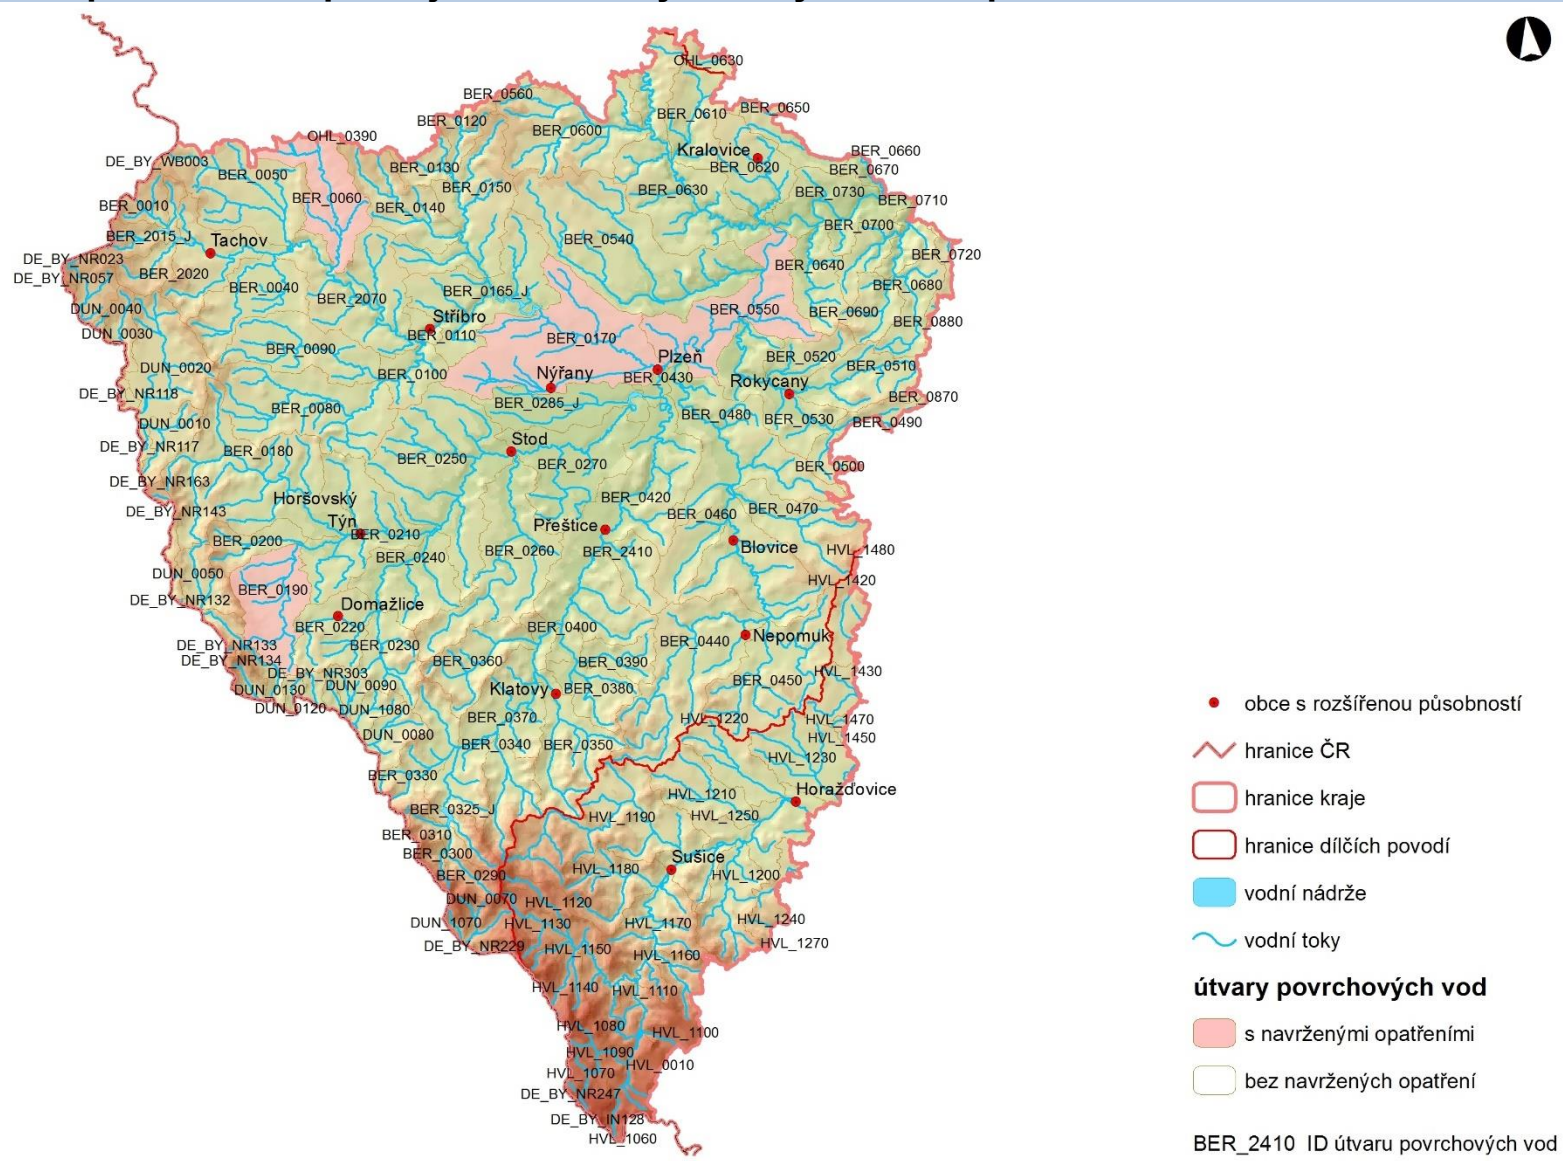 OHL_0630
BER_0560
BER_0650
BER_0610
BER_0120
BER_0600
OHL_0390
Kralovice
BER_0660
DE_BY_WB003
BER_0130
BER_0620
BER_0670
BER_0050
BER_0150
BER_0630
BER_0730
BER_0060
BER_0710
BER_0010
BER_0140
BER_0700
BER_2015_J
Tachov
BER_0540
BER_0720
DE_BY_NR023
BER_0640
BER_2020
DE_BY_NR057
BER_0040
BER_0165_J
BER_0680
BER_2070
DUN_0040
BER_0550
BER_0690
Stříbro
BER_0880
DUN_0030
BER_0110
BER_0170
BER_0090
Plzeň
BER_0520
DUN_0020
BER_0510
BER_0100
Nýřany
BER_0430
Rokycany
DE_BY_NR118
BER_0870
BER_0285_J
BER_0080
BER_0480
BER_0530
DUN_0010
BER_0490
Stod
DE_BY_NR117
BER_0180
BER_0250
BER_0270
BER_0500
DE_BY_NR163
Horšovský
Týn
BER_0420
DE_BY_NR143
BER_0460
BER_0470
Přeštice
BER_0210
BER_0200
Blovice
BER_0240
BER_0260
BER_2410
HVL_1480
DUN_0050
HVL_1420
BER_0190
DE_BY_NR132
Domažlice
BER_0220
BER_0400
Nepomuk
DE_BY_NR133
BER_0230
BER_0440
DE_BY_NR134
BER_0360
BER_0390
DE_BY_NR303
HVL_1430
DUN_0130
DUN_0090
Klatovy
BER_0380
BER_0450
DUN_0120
DUN_1080
BER_0370
HVL_1220
HVL_1470
DUN_0080
BER_0340
BER_0350
HVL_1450
HVL_1230
BER_0330
Horažďovice
HVL_1210
BER_0325_J
HVL_1190
HVL_1250
BER_0310
BER_0300
Sušice
BER_0290
HVL_1180
HVL_1200
DUN_0070
HVL_1120
DUN_1070
HVL_1130
HVL_1170
HVL_1240
DE_BY_NR229
HVL_1150
HVL_1160
HVL_1270
HVL_1140
HVL_1110
HVL_1080
HVL_1100
HVL_1090
HVL_0010
HVL_1070
DE_BY_NR247
DE_BY_IN128
HVL_1060
obce s rozšířenou působností
hranice ČR
hranice kraje
hranice dílčích povodí
vodní nádrže
vodní toky
útvary povrchových vod
s navrženými opatřeními
bez navržených opatření
BER_2410 ID útvaru povrchových vod